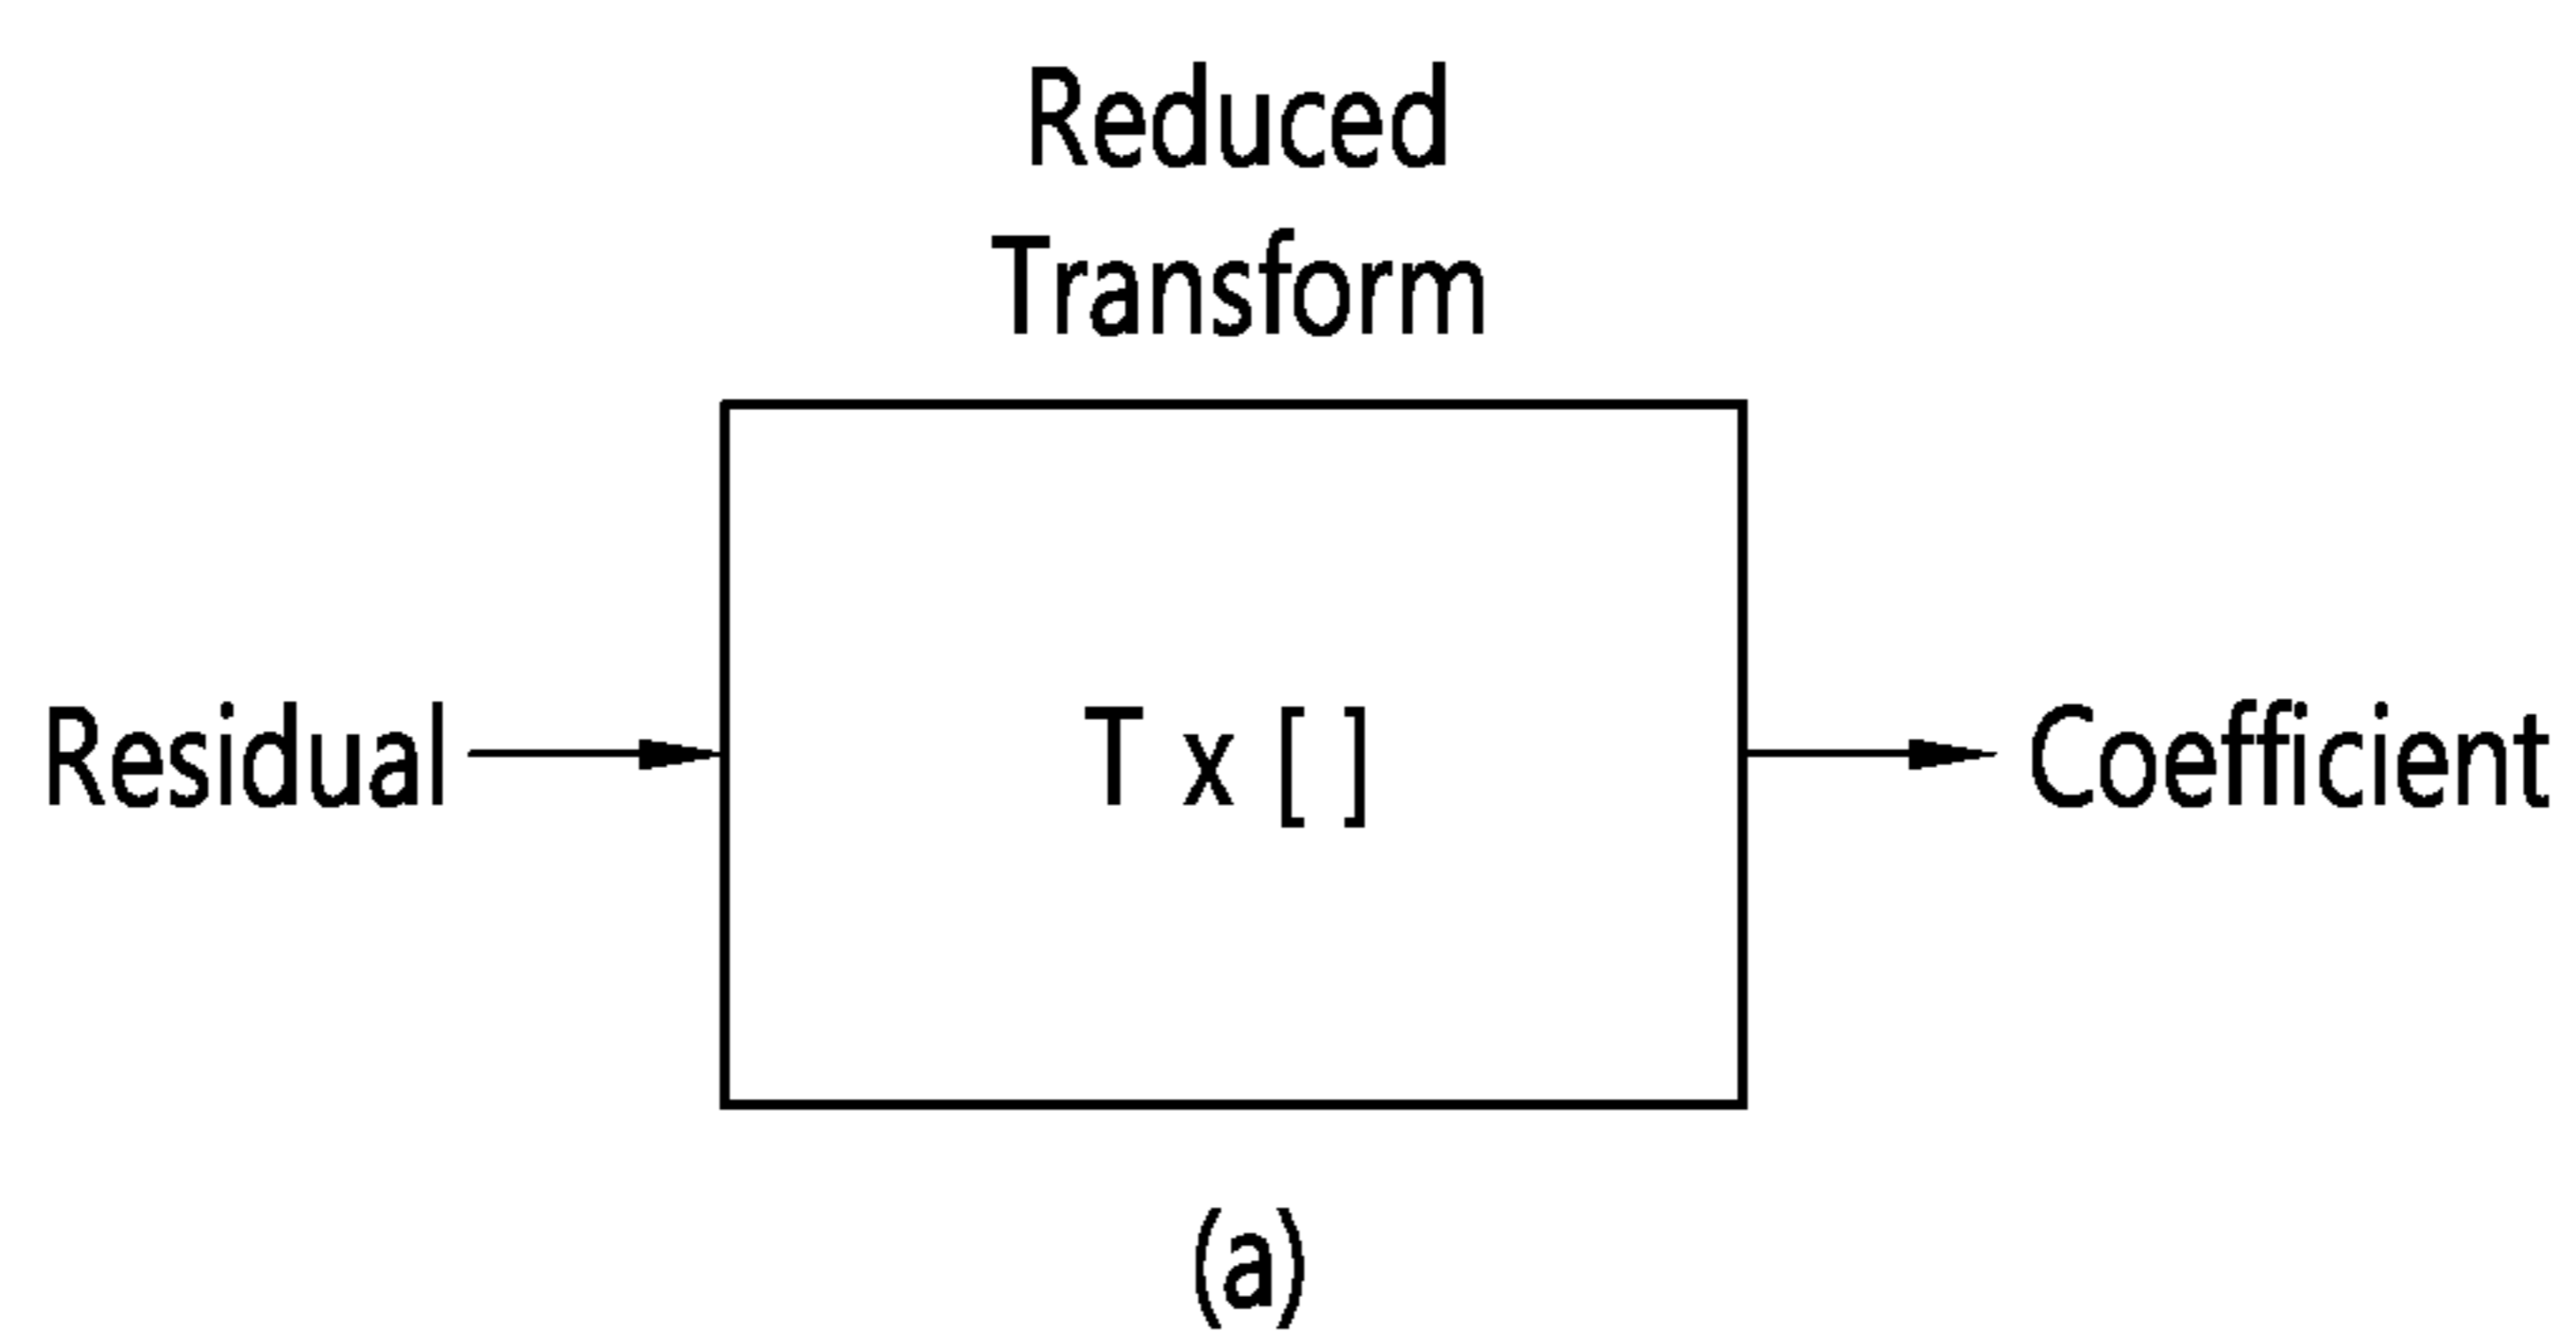 Reduced
Transform
Residual
T x [ ]
Coefficient
(a)